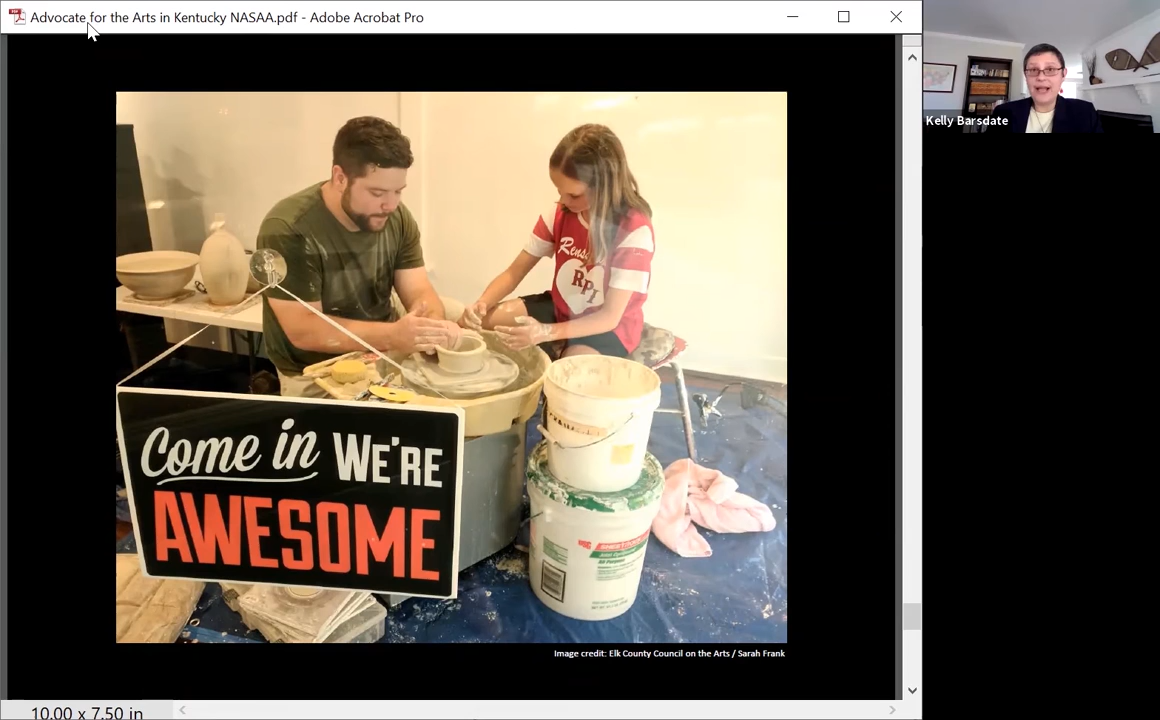 Advocate for the Arts in Kentucky NASAA.pdf - Adobe Acrobat Pro
Kelly Barsdate
RPI
Come in WE'RE
AWESOME
Image credit: Elk County Council on the Arts / Sarah Frank
10.00 x 7.50 in